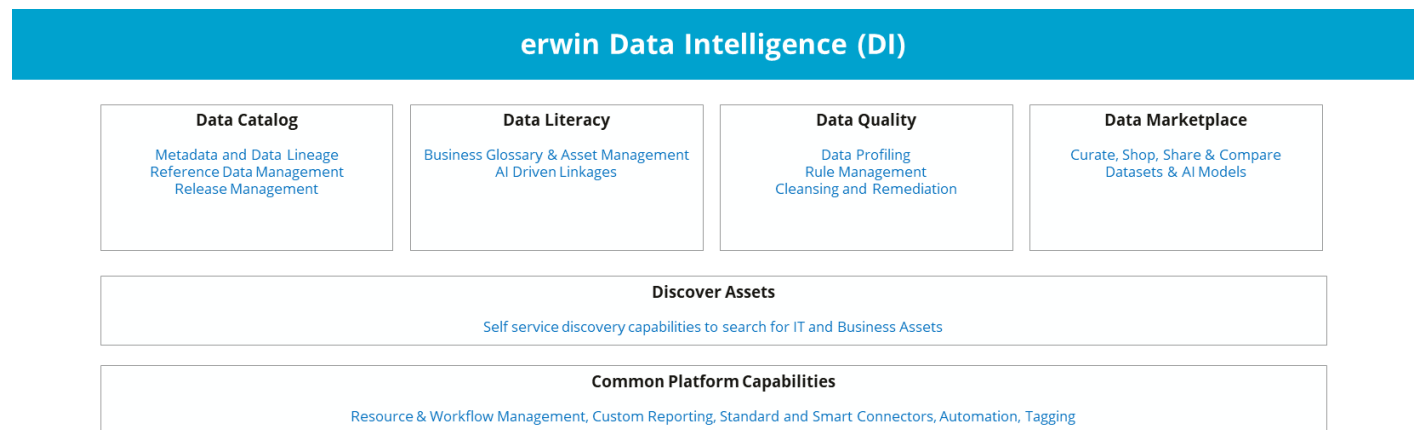 erwin Data Intelligence (DI)
Data Catalog
Metadata and Data Lineage
Reference Data Management
Release Management
Data Literacy
Business Glossary & Asset Management
AI Driven Linkages
Data Quality
Data Profiling
Rule Management
Cleansing and Remediation
Data Marketplace
Curate, Shop, Share & Compare
Datasets & AI Models
Discover Assets
Self service discovery capabilities to search for IT and Business Assets
Common Platform Capabilities
Resource & Workflow Management, Custom Reporting, Standard and Smart Connectors, Automation, Tagging